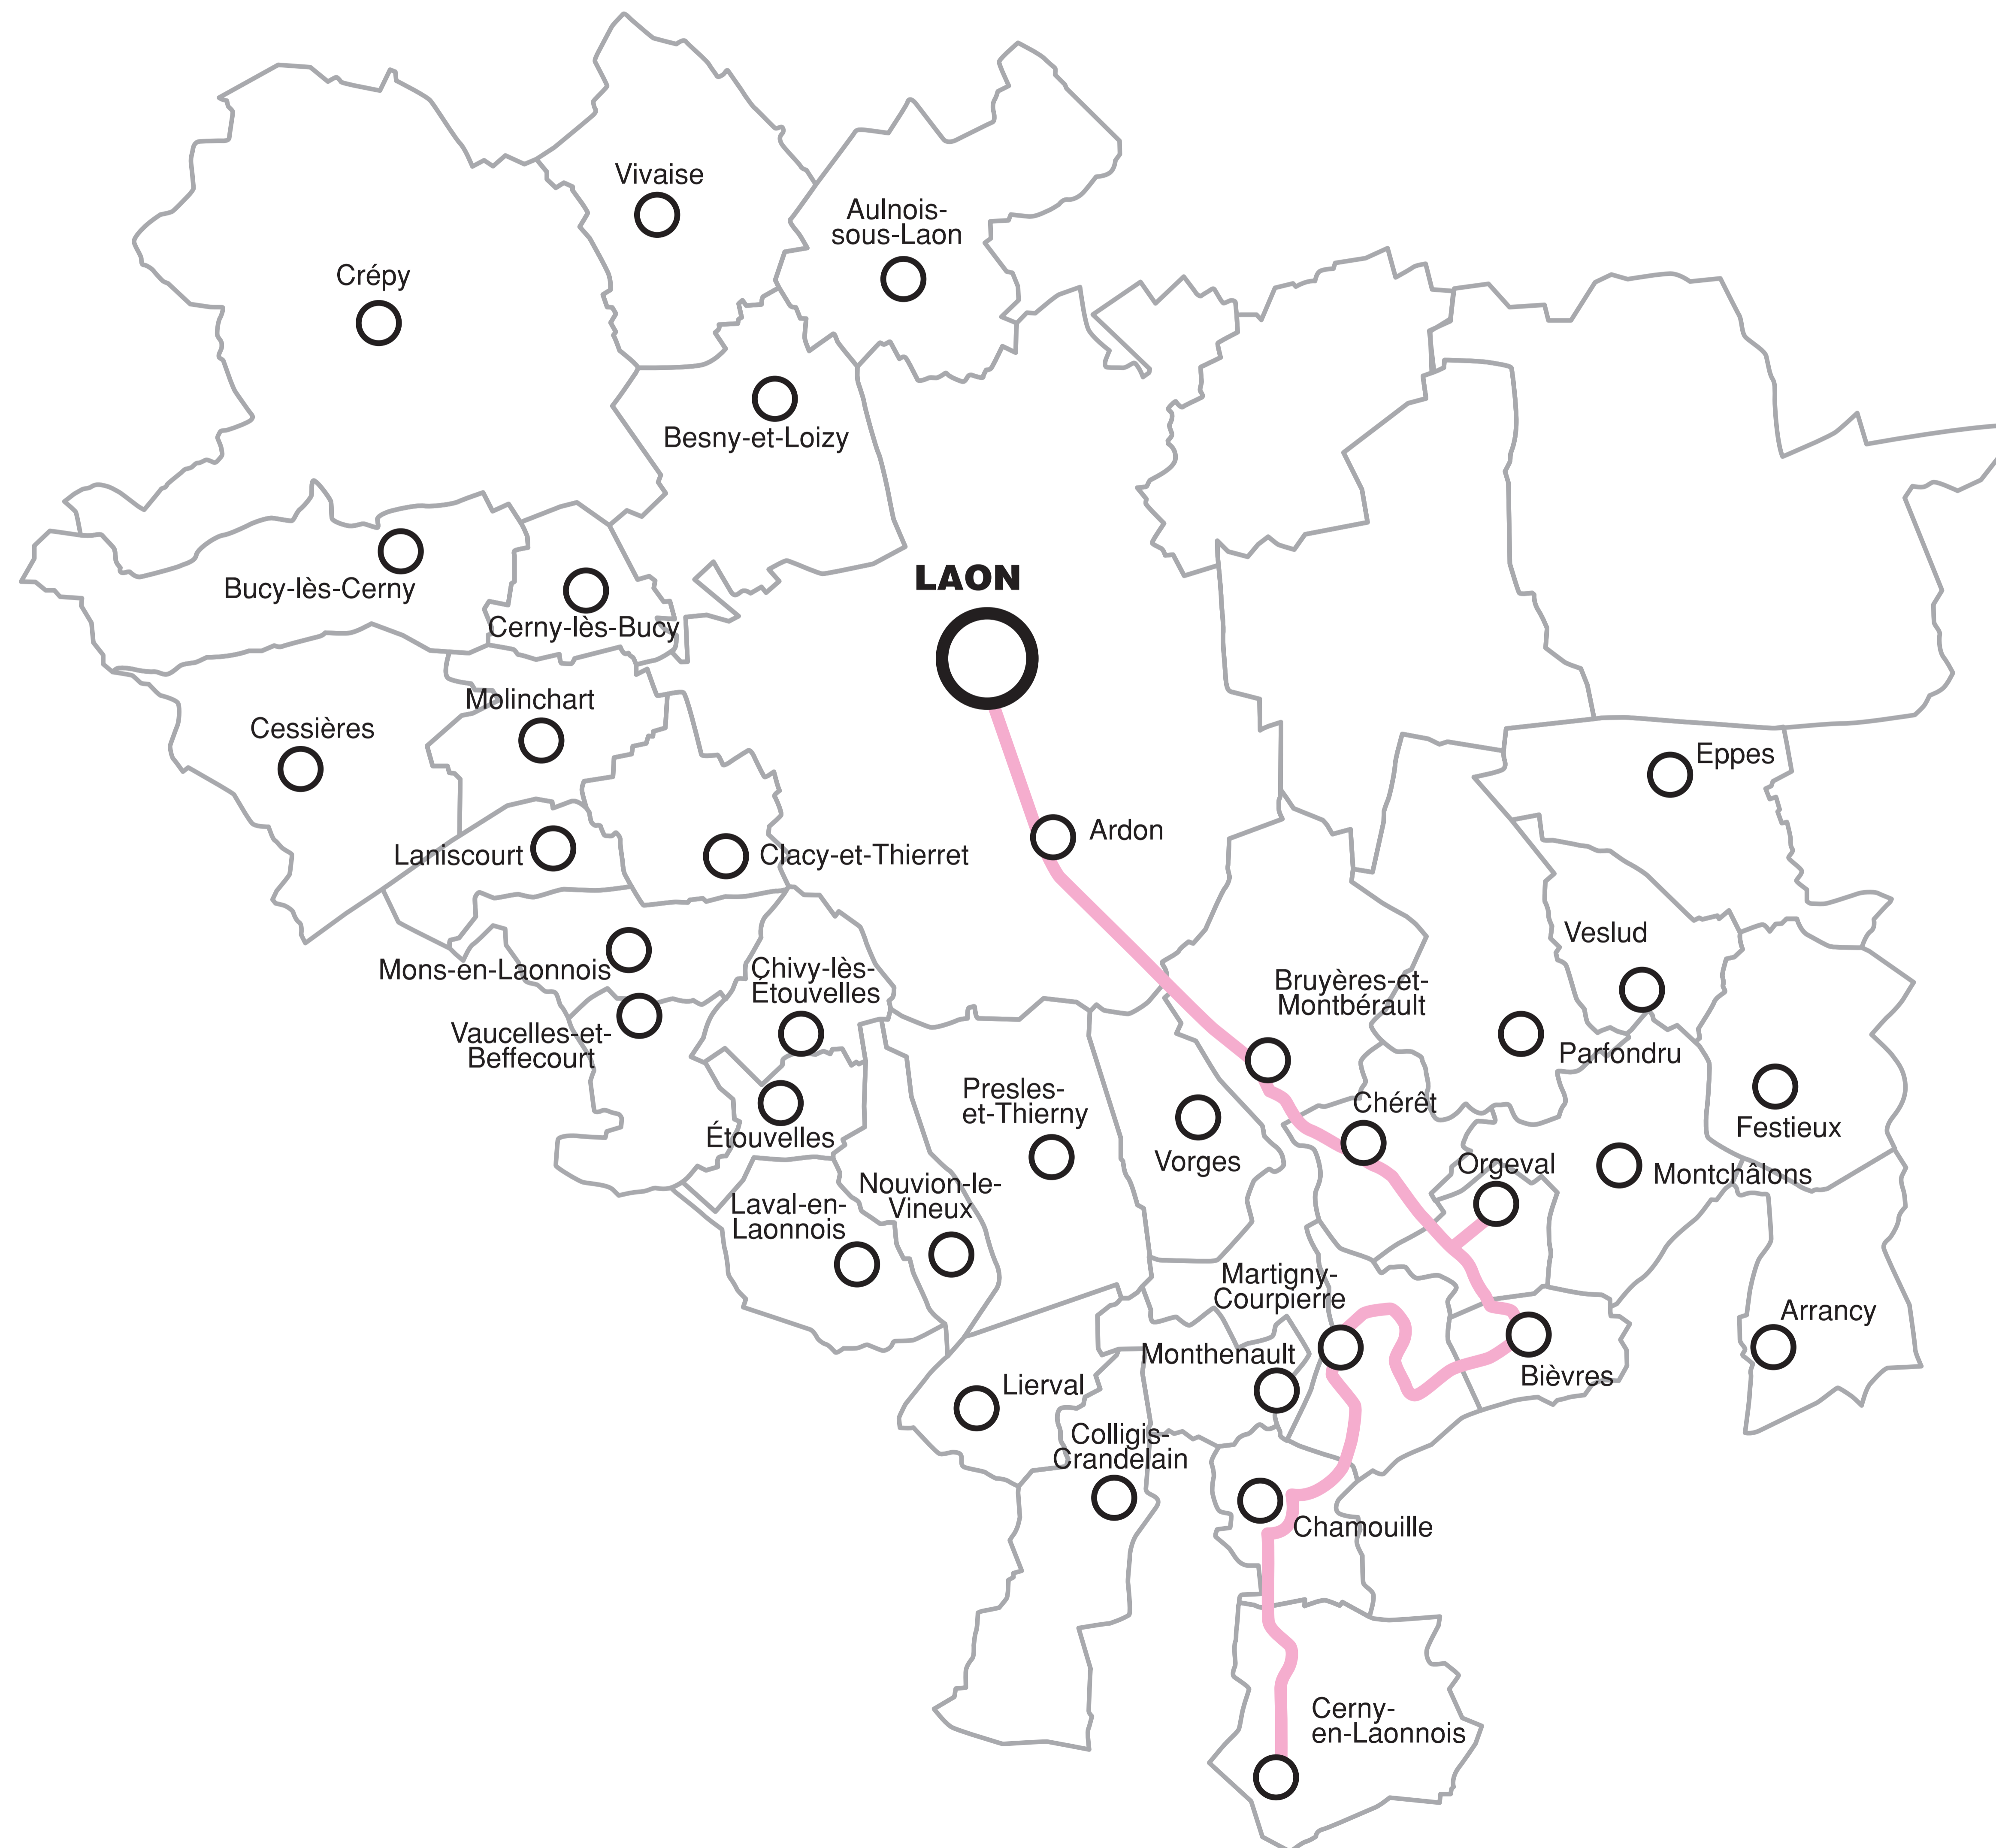 Vivaise
Aulnois-
sous-Laon
Crépy
Besny-et-Loizy
LAON
Bucy-lès-Cerny
Cerny-lès-Bucy
Molinchart
Cessières
Eppes
Ardon
Laniscourt
Clacy-et-Thierret
Veslud
Mons-en-Laonnois
Chivy-lès-
Étouvelles
Bruyères-et-
Montbérault
Vaucelles-et-
Beffecourt
Parfondru
Presles-
et-Thierny
Chérêt
Festieux
Étouvelles
Vorges
Orgeval
Montchâlons
Nouvion-le-
Vineux
Laval-en-
Laonnois
Martigny-
Courpierre
Arrancy
Monthenault
Bièvres
Lierval
Colligis-
Crandelain
Chamouille
Cerny-
en-Laonnois